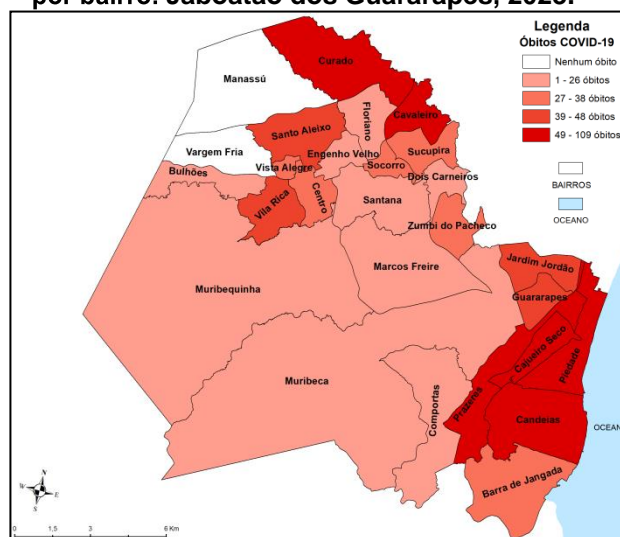 por bairro. Jaboatão dos Guararapes, 2023.
Legenda
Óbitos COVID-19
Nenhum óbito
1 - 26 óbitos
27 - 38 óbitos
39 - 48 óbitos
49 - 109 óbitos
BAIRROS
OCEANO
Curado
Manassú
Floriano
Cavaleiro
Santo Aleixo
Vargem Fria
Engenho Velho
Sucupira
Vista Alegre
Socorro
Bulhões
Dois Carneiros
Vila Rica
Centro
Santana
Zumbi do Pacheco
Marcos Freire
Jardim Jordão
Muribequinha
Guararapes
Cajueiro Seco
Piedade
Muribeca
Comportas
Prazeres
Candeias
OCEANO
Barra de Jangada
N
W
E
S
0 1,5 3 6 Km